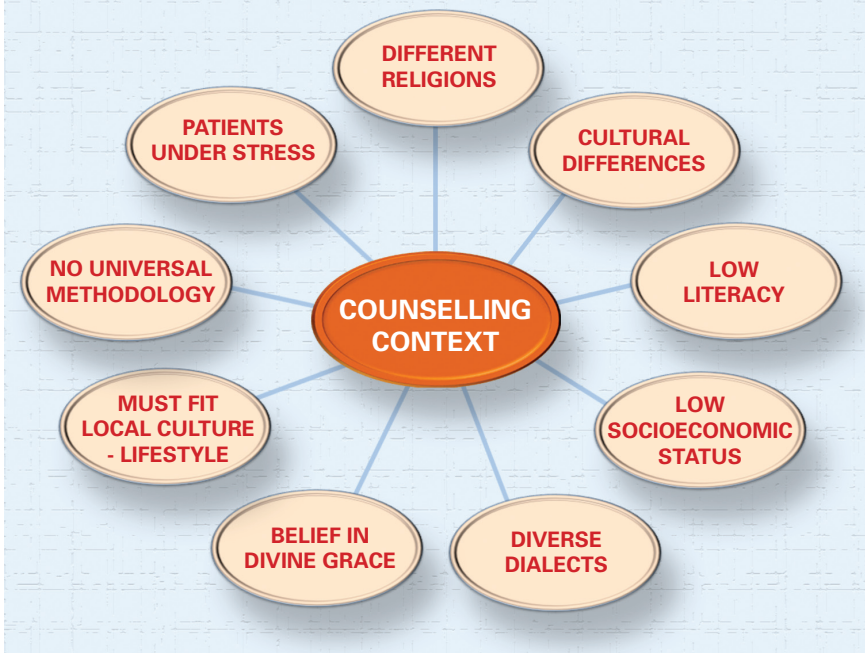 DIFFERENT
RELIGIONS
CULTURAL
DIFFERENCES
LOW
LITERACY
LOW
SOCIOECONOMIC
STATUS
DIVERSE
DIALECTS
BELIEF IN
DIVINE GRACE
MUST FIT
LOCAL CULTURE
- LIFESTYLE
NO UNIVERSAL
METHODOLOGY
PATIENTS
UNDER STRESS
COUNSELLING
CONTEXT